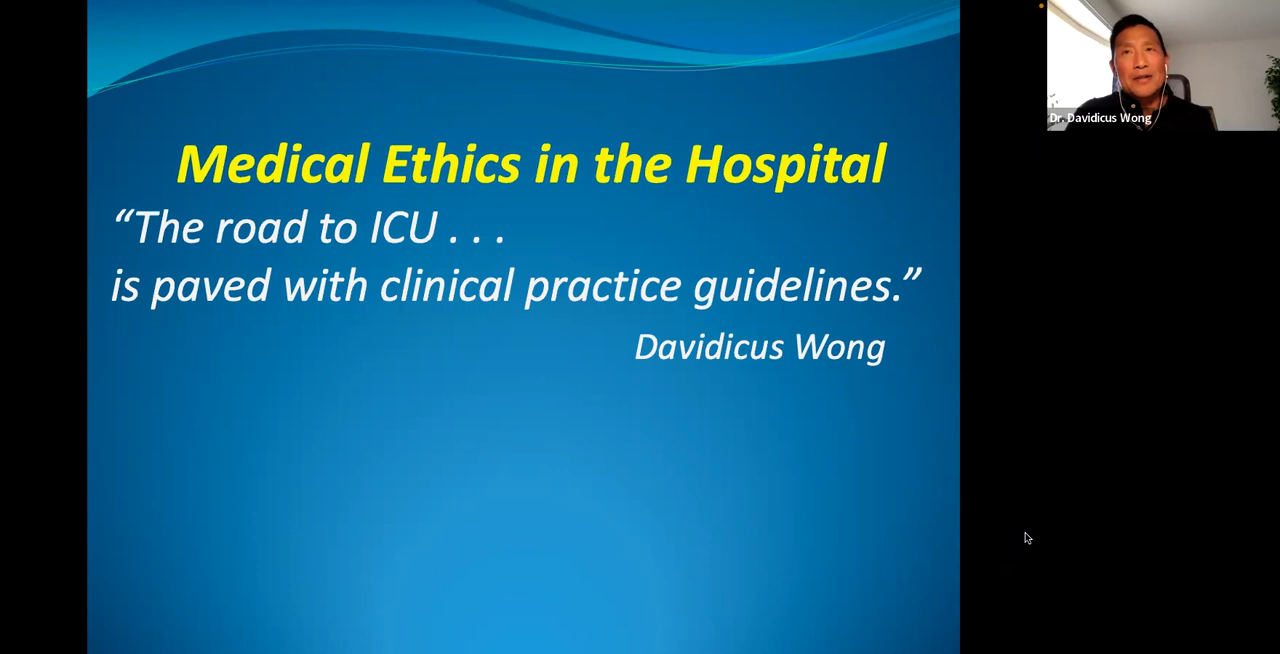 Medical Ethics in the Hospital
“The road to ICU . . .
is paved with clinical practice guidelines.”
Davidicus Wong
Dr. Davidicus Wong